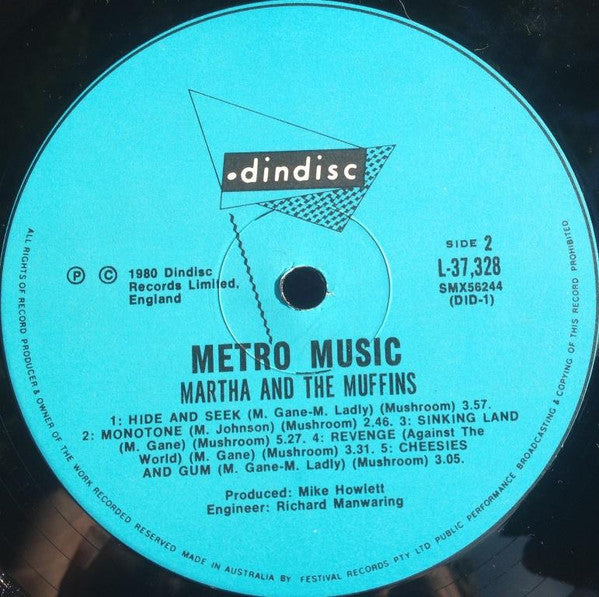 •dindisc
SIDE 2
L-37,328
SMX56244
(DID-1)
Ⓟ © 1980 Dindisc
Records Limited,
England
METRO MUSIC
MARTHA AND THE MUFFINS
1: HIDE AND SEEK (M. Gane-M. Ladly) (Mushroom) 3.57.
2: MONOTONE (M. Johnson) (Mushroom) 2,46. 3: SINKING LAND
(M. Gane) (Mushroom) 5.27. 4: REVENGE (Against The
World) (M. Gane) (Mushroom) 3.31. 5: CHEESIES
AND GUM (M. Gane-M. Ladly) (Mushroom) 3.05.
Produced: Mike Howlett
Engineer: Richard Manwaring
ALL RIGHTS OF RECORD PRODUCER & OWNER OF THE WORK RECORDED RESERVED MADE IN AUSTRALIA BY FESTIVAL RECORDS PTY LTD PUBLIC PERFORMANCE BROADCASTING & COPYING OF THIS RECORD PROHIBITED